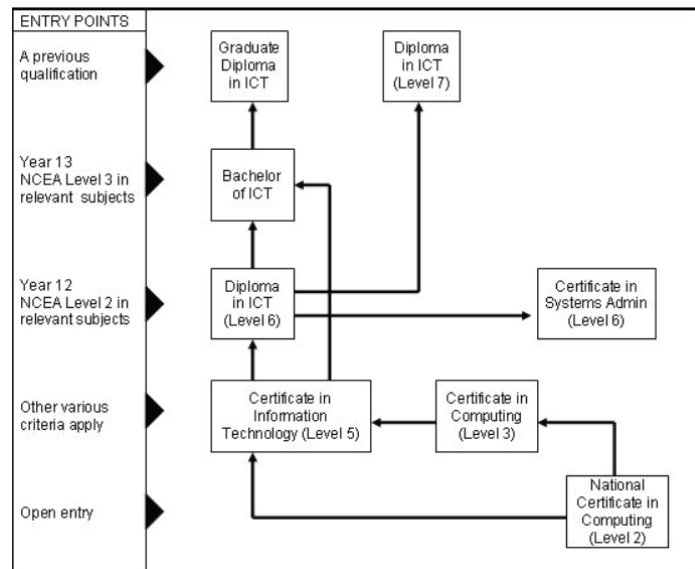 ENTRY POINTS
A previous
qualification
Graduate
Diploma
in ICT
Diploma
in ICT
(Level 7)
Year 13
NCEA Level 3 in
relevant subjects
Bachelor
of ICT
Year 12
NCEA Level 2 in
relevant subjects
Diploma
in ICT
(Level 6)
Certificate in
Systems Admin
(Level 6)
Other various
criteria apply
Certificate in
Information
Technology (Level 5)
Certificate in
Computing
(Level 3)
Open entry
National
Certificate in
Computing
(Level 2)